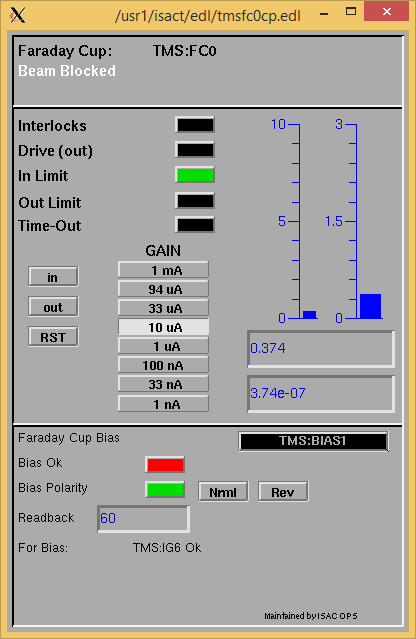 /usr1/isact/edl/tmsfc0cp.edl
Faraday Cup: TMS:FC0
Beam Blocked
Interlocks
Drive (out)
In Limit
Out Limit
Time-Out
10
5
0
3
1.5
0
GAIN
1 mA
94 uA
33 uA
10 uA
1 uA
100 nA
33 nA
1 nA
in
out
RST
0.374
3.74e-07
Faraday Cup Bias TMS:BIAS1
Bias Ok
Bias Polarity Nrml Rev
Readback 60
For Bias: TMS:IG6 Ok
Maintained by ISAC OPS